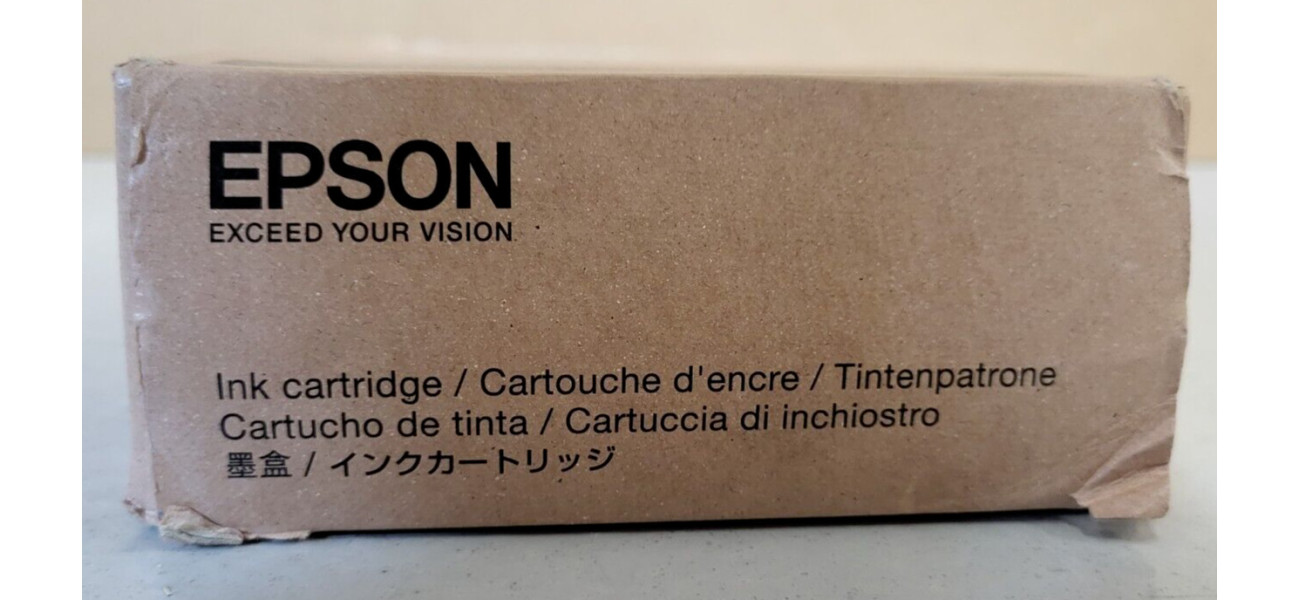 EPSON
EXCEED YOUR VISION
Ink cartridge / Cartouche d'encre / Tintenpatrone
Cartucho de tinta / Cartuccia di inchiostro
墨盒 / インクカートリッジ